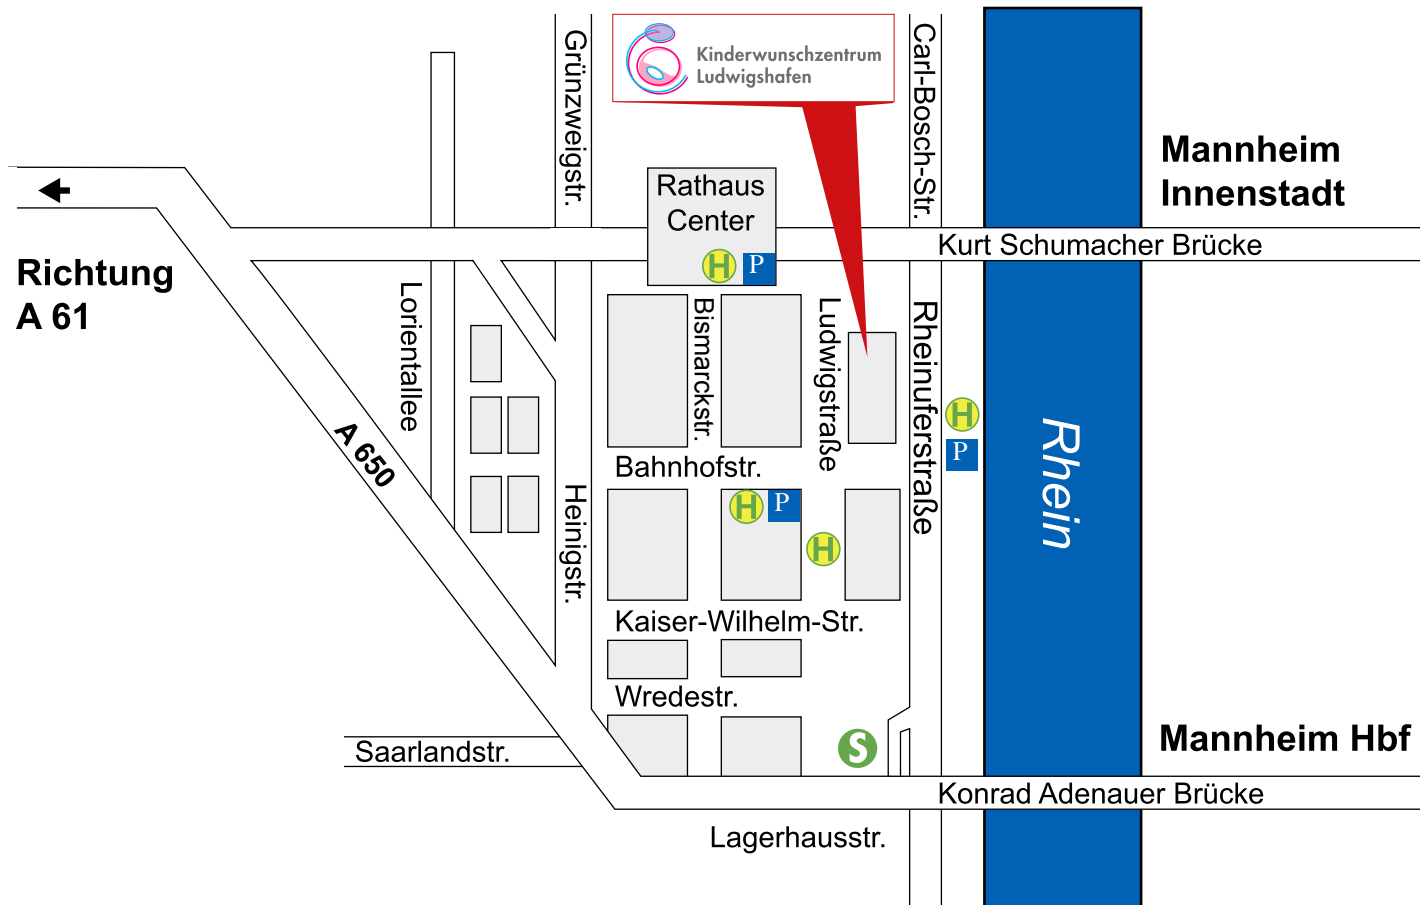 Kinderwunschzentrum
Ludwigshafen
Grünzweigstr.
Carl-Bosch-Str.
Mannheim
Innenstadt
Rathaus
Center
H
P
Kurt Schumacher Brücke
Richtung
A 61
Lorientallee
Bismarckstr.
Ludwigstraße
Rheinuferstraße
H
P
Rhein
A 650
Bahnhofstr.
Heinigstr.
H
P
H
Kaiser-Wilhelm-Str.
Wredestr.
Saarlandstr.
S
Mannheim Hbf
Konrad Adenauer Brücke
Lagerhausstr.